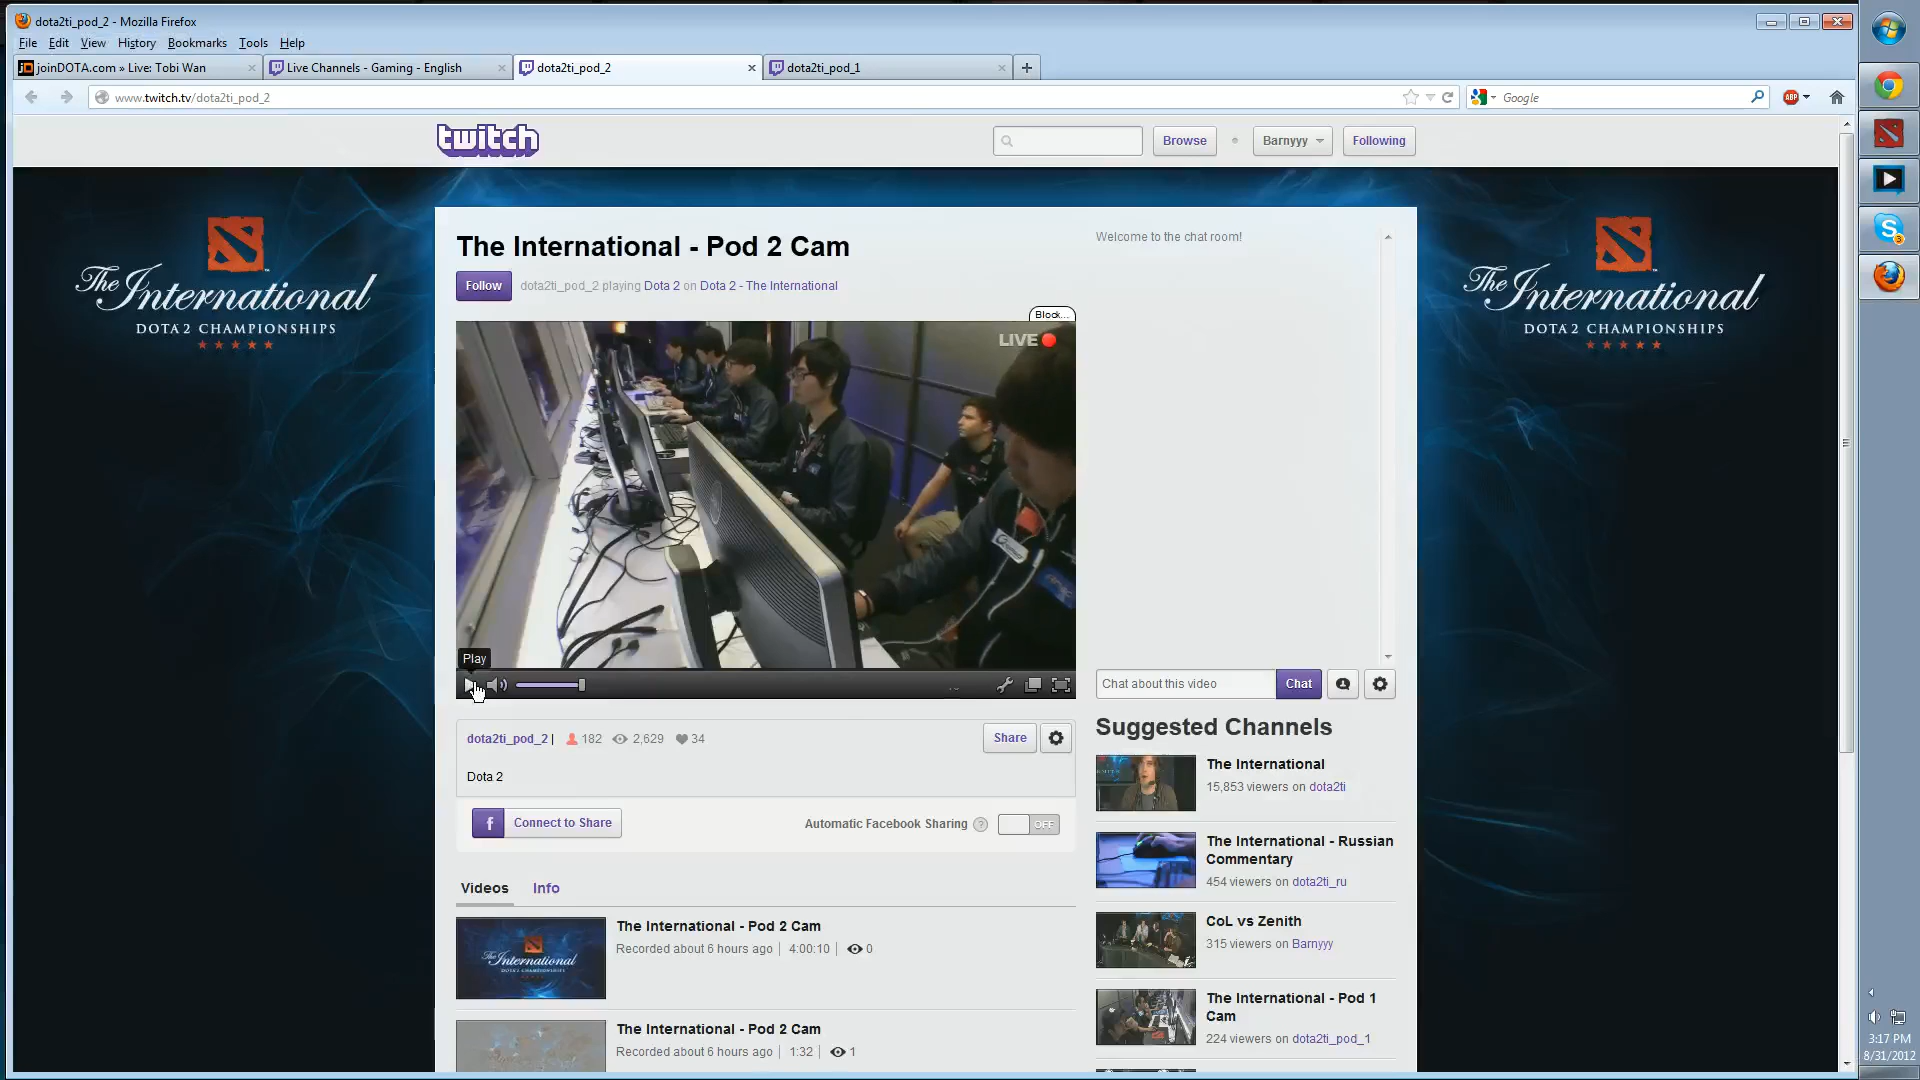 dota2ti_pod_2 - Mozilla Firefox
File Edit View History Bookmarks Tools Help
joinDOTA.com » Live: Tobi Wan
Live Channels - Gaming - English
dota2ti_pod_2
dota2ti_pod_1
www.twitch.tv/dota2ti_pod_2
Google
ABP
twitch
Browse
Barnyyy
Following
The International
DOTA 2 CHAMPIONSHIPS
The International
DOTA 2 CHAMPIONSHIPS
The International - Pod 2 Cam
Follow
dota2ti_pod_2 playing Dota 2 on Dota 2 - The International
Block...
LIVE
Play
Welcome to the chat room!
Chat about this video
Chat
dota2ti_pod_2 | 182 2,629 34
Share
Dota 2
f Connect to Share
Automatic Facebook Sharing ? OFF
Videos Info
The International
The International - Pod 2 Cam
Recorded about 6 hours ago | 4:00:10 | 0
The International - Pod 2 Cam
Recorded about 6 hours ago | 1:32 | 1
Suggested Channels
The International
15,853 viewers on dota2ti
The International - Russian
Commentary
454 viewers on dota2ti_ru
CoL vs Zenith
315 viewers on Barnyyy
The International - Pod 1
Cam
224 viewers on dota2ti_pod_1
3:17 PM
8/31/2012